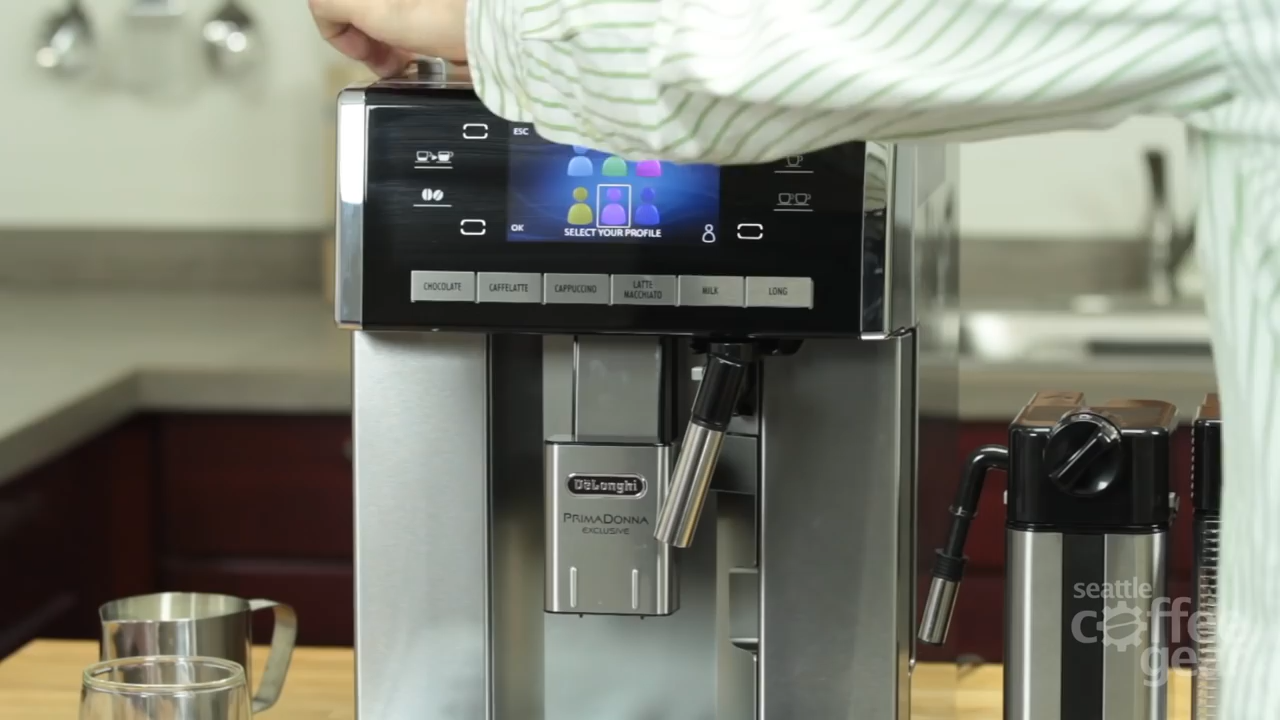 ESC
OK
SELECT YOUR PROFILE
CHOCOLATE
CAFFELATTE
CAPPUCCINO
LATTE
MACCHIATO
MILK
LONG
DeLonghi
PRIMADONNA
EXCLUSIVE
seattle
coffee
gear